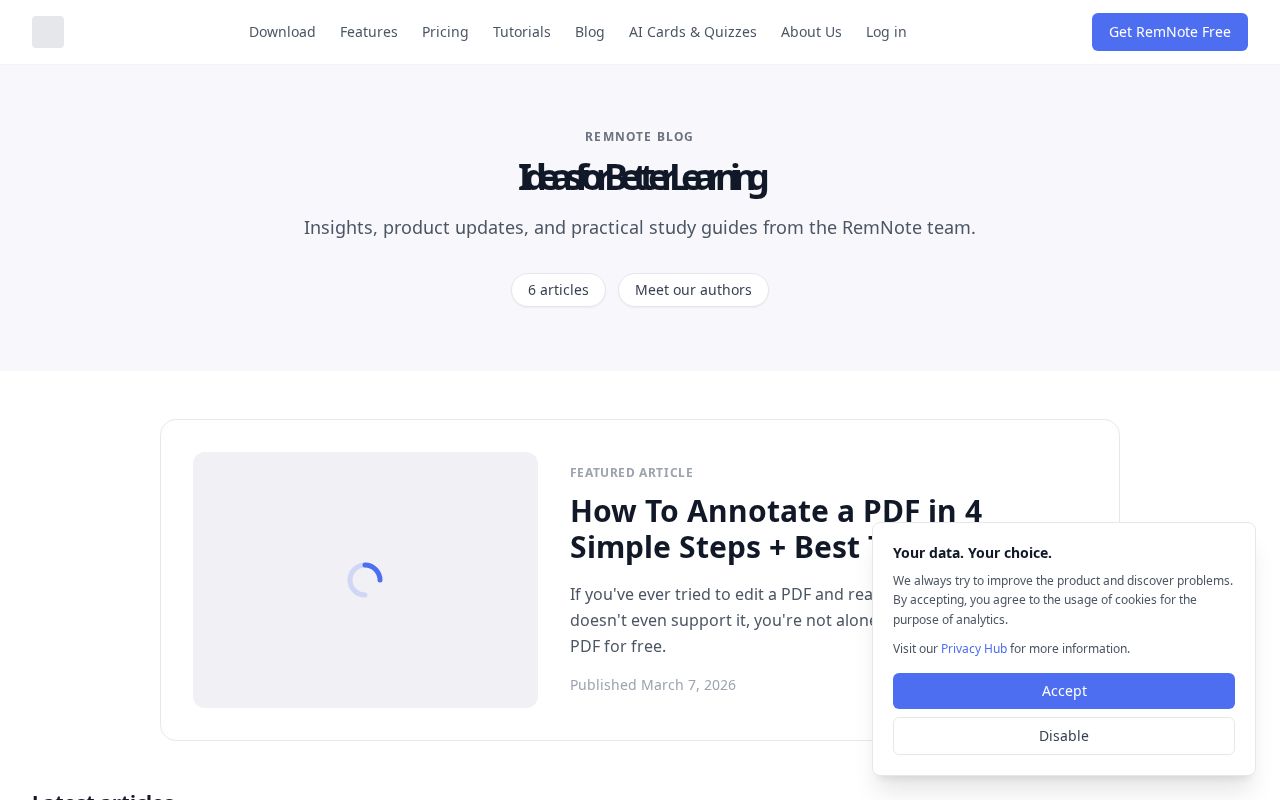 Download Features Pricing Tutorials Blog AI Cards & Quizzes About Us Log in
Get RemNote Free
REMNOTE BLOG
Ideas for Better Learning
Insights, product updates, and practical study guides from the RemNote team.
6 articles
Meet our authors
FEATURED ARTICLE
How To Annotate a PDF in 4
Simple Steps + Best
If you've ever tried to edit a PDF and
doesn't even support it, you're not alone
PDF for free.
Published March 7, 2026
Your data. Your choice.
We always try to improve the product and discover problems.
By accepting, you agree to the usage of cookies for the
purpose of analytics.
Visit our Privacy Hub for more information.
Accept
Disable
Latest articles